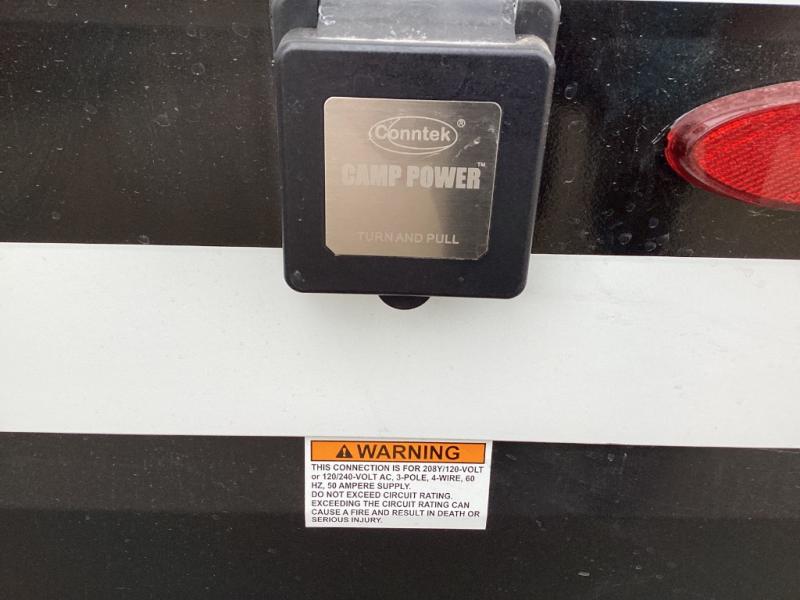 Conntek®
CAMP POWER™
TURN AND PULL
WARNING
THIS CONNECTION IS FOR 208Y/120-VOLT
or 120/240-VOLT AC, 3-POLE, 4-WIRE, 60
HZ, 50 AMPERE SUPPLY.
DO NOT EXCEED CIRCUIT RATING.
EXCEEDING THE CIRCUIT RATING CAN
CAUSE A FIRE AND RESULT IN DEATH OR
SERIOUS INJURY.